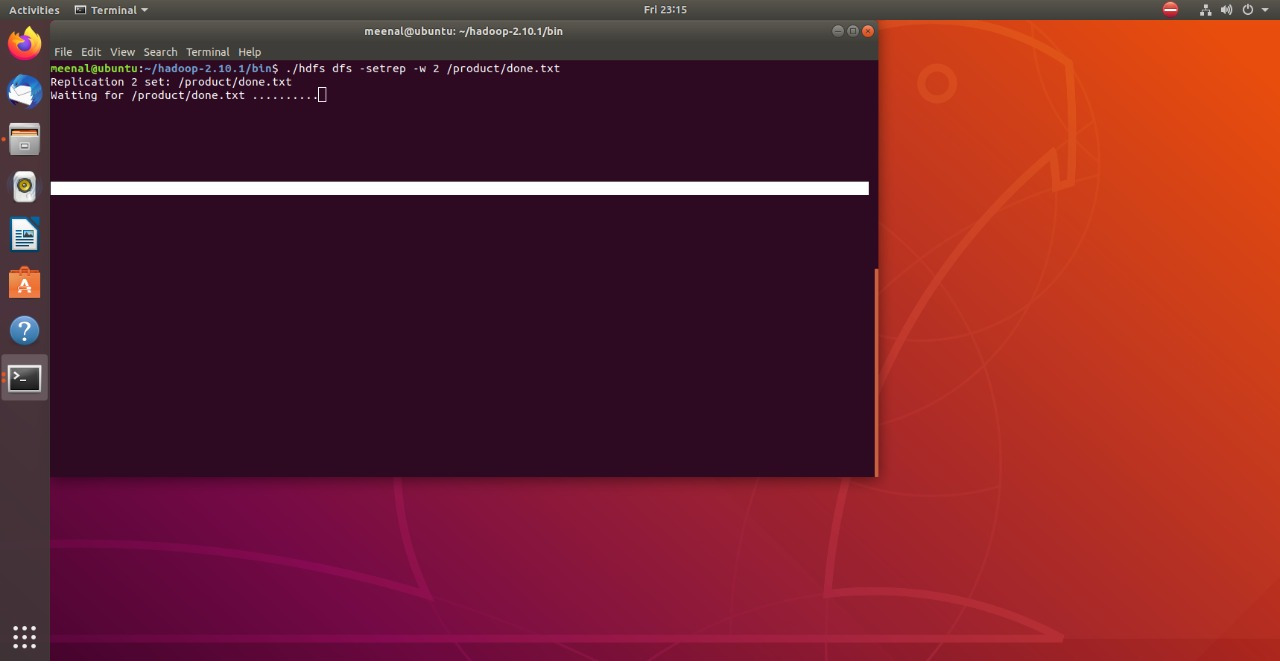 Activities Terminal Fri 23:15
meenal@ubuntu: ~/hadoop-2.10.1/bin
File Edit View Search Terminal Help
meenal@ubuntu:~/hadoop-2.10.1/bin$ ./hdfs dfs -setrep -w 2 /product/done.txt
Replication 2 set: /product/done.txt
Waiting for /product/done.txt ..........